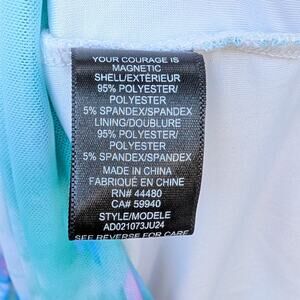 YOUR COURAGE IS
MAGNETIC
SHELL/EXTÉRIEUR
95% POLYESTER/
POLYESTER
5% SPANDEX/SPANDEX
LINING/DOUBLURE
95% POLYESTER/
POLYESTER
5% SPANDEX/SPANDEX
MADE IN CHINA
FABRIQUÉ EN CHINE
RN# 44480
CA# 59940
STYLE/MODELE
AD021073JU24
SEE REVERSE FOR CARE